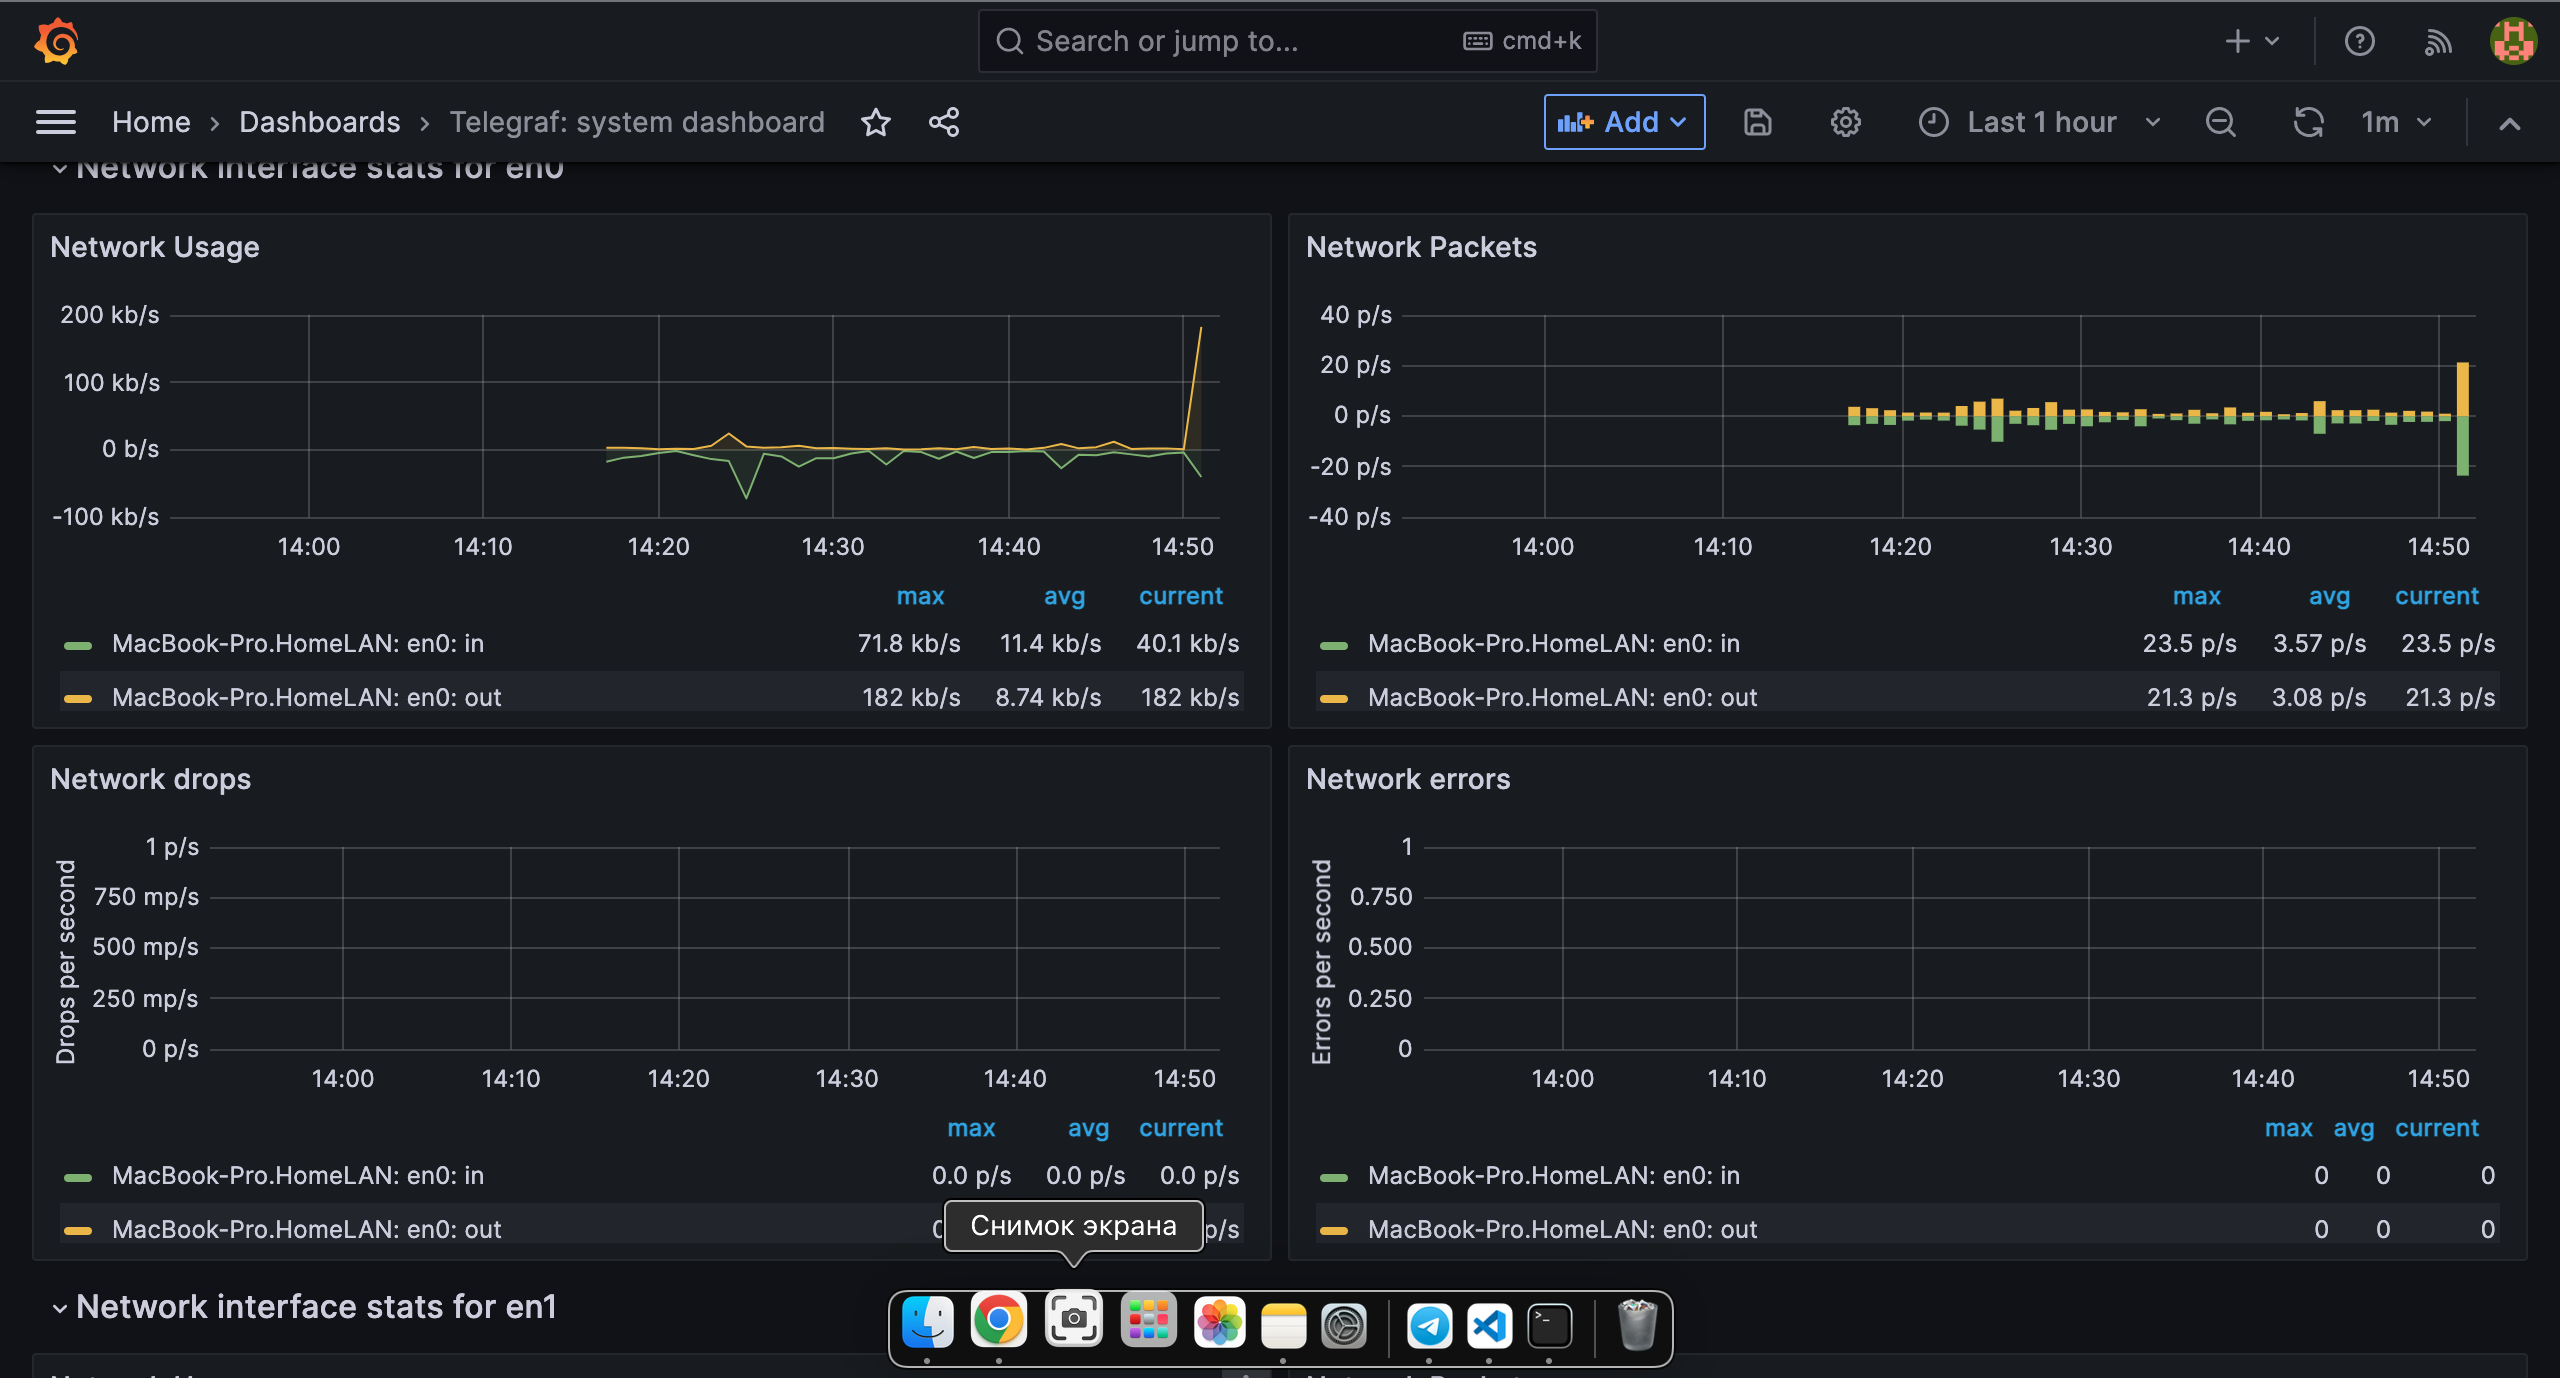 Search or jump to...
cmd+k
Home › Dashboards › Telegraf: system dashboard
Add
Last 1 hour
1m
Network interface stats for en0
Network Usage
200 kb/s
100 kb/s
0 b/s
-100 kb/s
14:00 14:10 14:20 14:30 14:40 14:50
max avg current
MacBook-Pro.HomeLAN: en0: in 71.8 kb/s 11.4 kb/s 40.1 kb/s
MacBook-Pro.HomeLAN: en0: out 182 kb/s 8.74 kb/s 182 kb/s
Network Packets
40 p/s
20 p/s
0 p/s
-20 p/s
-40 p/s
14:00 14:10 14:20 14:30 14:40 14:50
max avg current
MacBook-Pro.HomeLAN: en0: in 23.5 p/s 3.57 p/s 23.5 p/s
MacBook-Pro.HomeLAN: en0: out 21.3 p/s 3.08 p/s 21.3 p/s
Network drops
Drops per second
1 p/s
750 mp/s
500 mp/s
250 mp/s
0 p/s
14:00 14:10 14:20 14:30 14:40 14:50
max avg current
MacBook-Pro.HomeLAN: en0: in 0.0 p/s 0.0 p/s 0.0 p/s
MacBook-Pro.HomeLAN: en0: out p/s
Network errors
Errors per second
1
0.750
0.500
0.250
0
14:00 14:10 14:20 14:30 14:40 14:50
max avg current
MacBook-Pro.HomeLAN: en0: in 0 0 0
MacBook-Pro.HomeLAN: en0: out 0 0 0
Снимок экрана
Network interface stats for en1